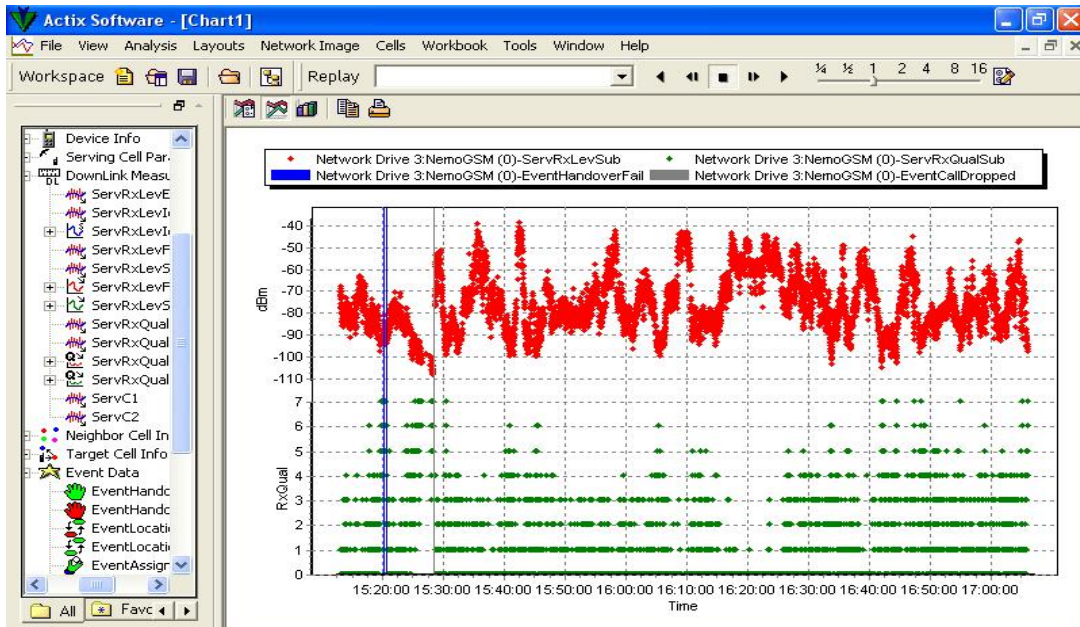 Actix Software - [Chart1]
File View Analysis Layouts Network Image Cells Workbook Tools Window Help
Workspace Replay ¼ ½ 1 2 4 8 16
Device Info
Serving Cell Par
DownLink Measu
ServRxLevE
ServRxLevI
ServRxLevI
ServRxLevF
ServRxLevS
ServRxLevF
ServRxLevS
ServRxQual
ServRxQual
ServRxQual
ServRxQual
ServC1
ServC2
Neighbor Cell In
Target Cell Info
Event Data
EventHando
EventHando
EventLocati
EventLocati
EventAssign
All Favc
Network Drive 3:NemoGSM (0)-ServRxLevSub Network Drive 3:NemoGSM (0)-ServRxQualSub
Network Drive 3:NemoGSM (0)-EventHandoverFail Network Drive 3:NemoGSM (0)-EventCallDropped
dBm
-40
-50
-60
-70
-80
-90
-100
-110
RxQual
7
6
5
4
3
2
1
0
15:20:00 15:30:00 15:40:00 15:50:00 16:00:00 16:10:00 16:20:00 16:30:00 16:40:00 16:50:00 17:00:00
Time